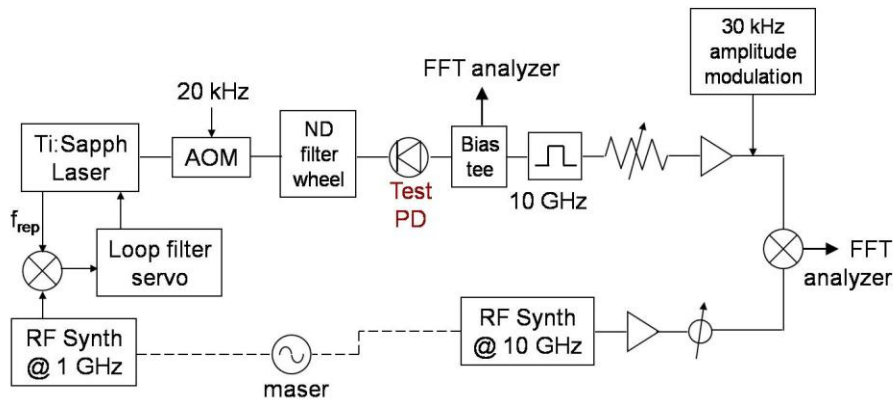 30 kHz
amplitude
modulation
FFT analyzer
20 kHz
Ti:Sapph
Laser
AOM
ND
filter
wheel
Test
PD
Bias
tee
10 GHz
f_rep
Loop filter
servo
FFT
analyzer
RF Synth
@ 1 GHz
maser
RF Synth
@ 10 GHz